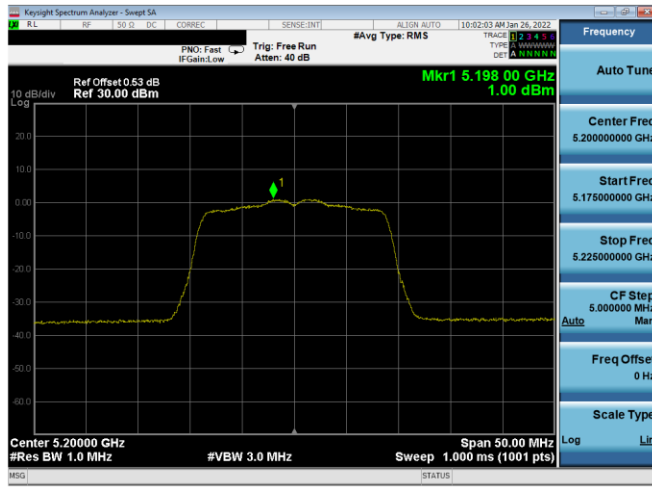 Keysight Spectrum Analyzer - Swept SA
RL RF 50 Ω DC CORREC SENSE:INT ALIGN AUTO 10:02:03 AM Jan 26, 2022
PNO: Fast Trig: Free Run #Avg Type: RMS TRACE 1 2 3 4 5 6
IFGain:Low Atten: 40 dB TYPE A WWWWW
DET A N N N N N
Ref Offset 0.53 dB Mkr1 5.198 00 GHz
10 dB/div Ref 30.00 dBm 1.00 dBm
Log
20.0
10.0
1
0.00
-10.0
-20.0
-30.0
-40.0
-50.0
-60.0
Center 5.20000 GHz Span 50.00 MHz
#Res BW 1.0 MHz #VBW 3.0 MHz Sweep 1.000 ms (1001 pts)
MSG STATUS
Frequency
Auto Tune
Center Freq
5.200000000 GHz
Start Freq
5.175000000 GHz
Stop Freq
5.225000000 GHz
CF Step
5.000000 MHz
Auto Man
Freq Offset
0 Hz
Scale Type
Log Lin